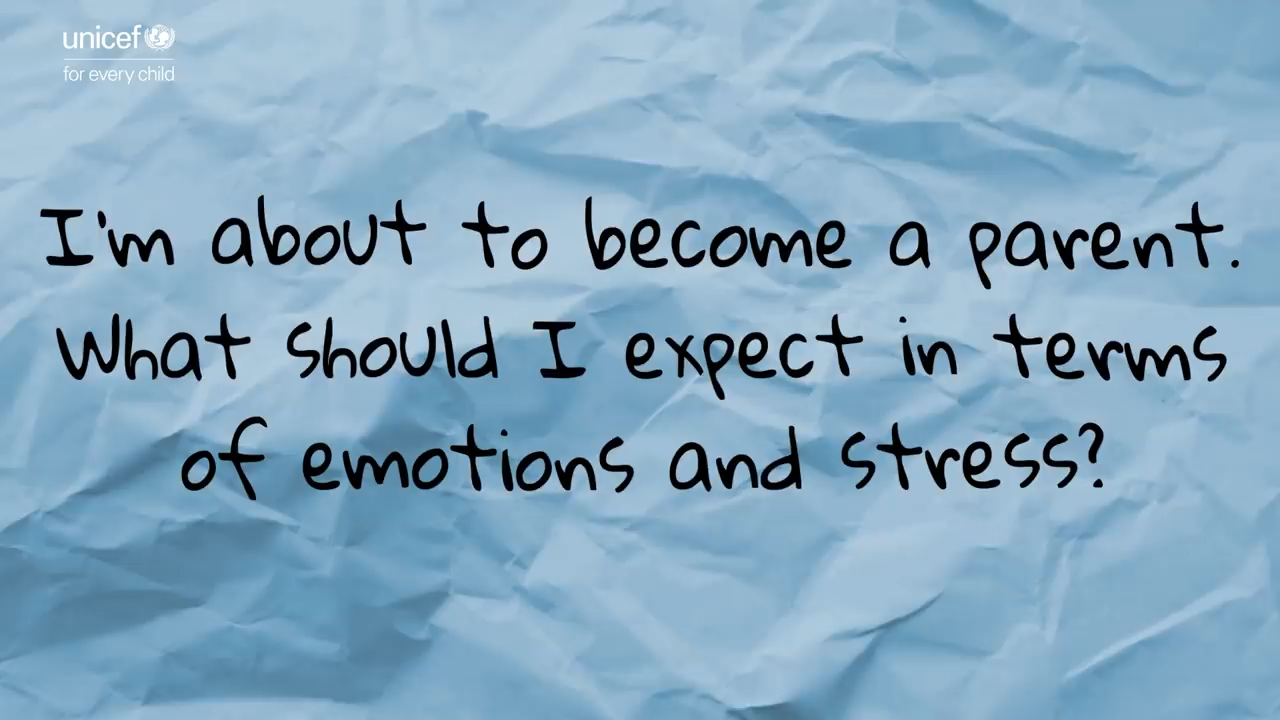 unicef
for every child
I'm about to become a parent.
What should I expect in terms
of emotions and stress?